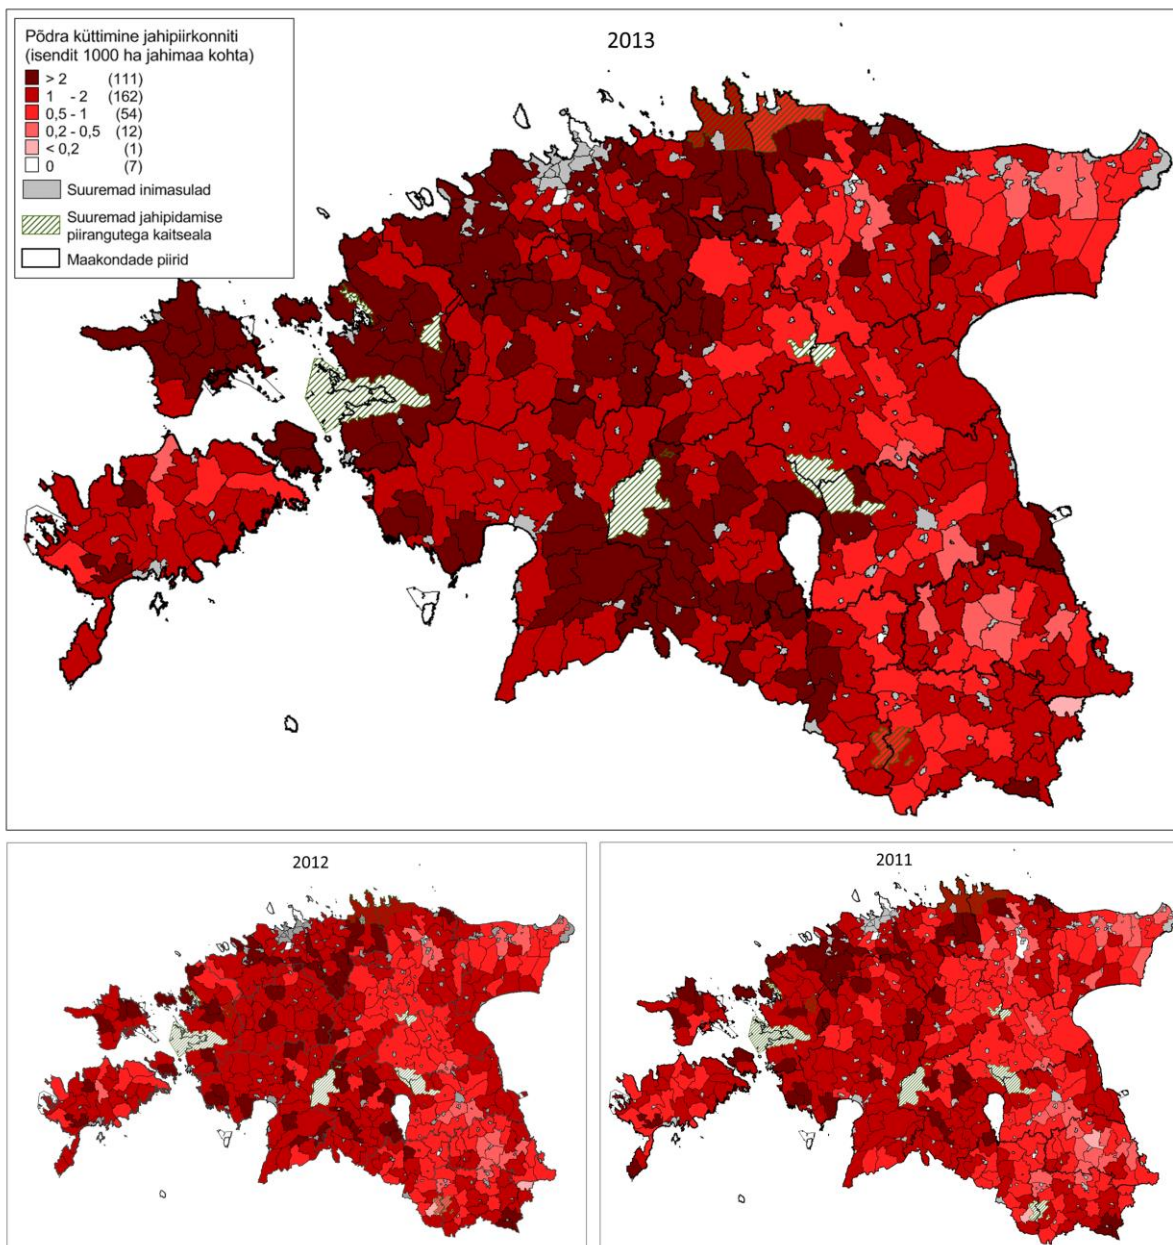 Põdra küttimine jahipiirkonniti
(isendit 1000 ha jahimaa kohta)
> 2 (111)
1 - 2 (162)
0,5 - 1 (54)
0,2 - 0,5 (12)
< 0,2 (1)
0 (7)
Suuremad inimasulad
Suuremad jahipidamise
piirangutega kaitseala
Maakondade piirid
2013
2012
2011